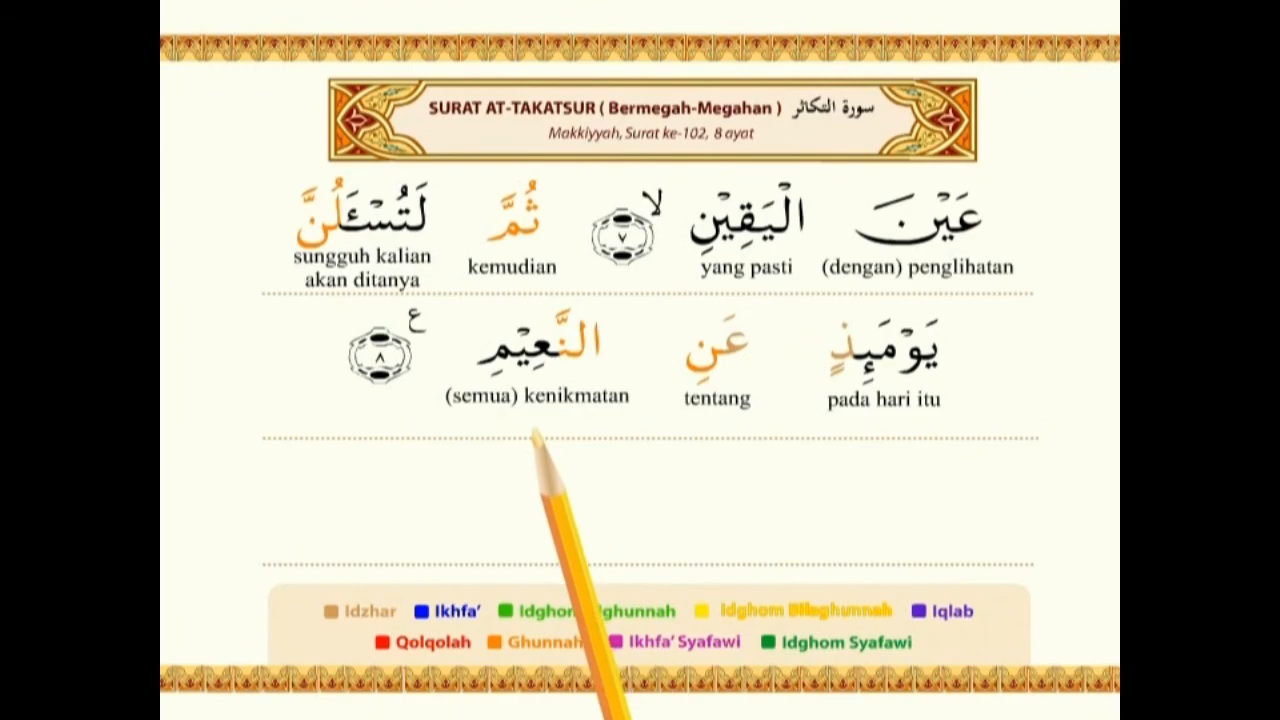 SURAT AT-TAKATSUR ( Bermegah-Megahan ) سورة التكاثر
Makkiyyah, Surat ke-102, 8 ayat
عَيْنَ الْيَقِيْنِ ۙ ٧ ثُمَّ لَتُسْـَٔلُنَّ
(dengan) penglihatan yang pasti kemudian sungguh kalian akan ditanya
يَوْمَىِٕذٍ عَنِ النَّعِيْمِ ٨ ع
pada hari itu tentang (semua) kenikmatan
Idzhar Ikhfa’ Idghom Bilaghunnah Iqlab
Qolqolah Ghunnah Ikhfa’ Syafawi Idghom Syafawi